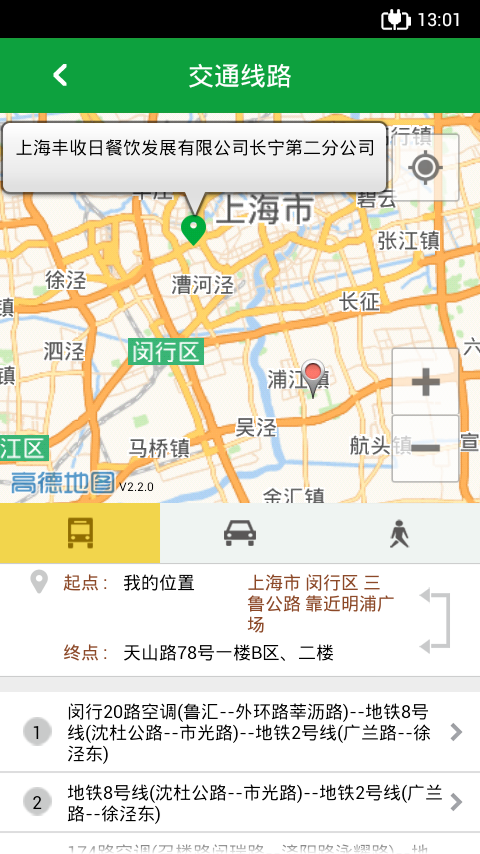 13:01
交通线路
上海丰收日餐饮发展有限公司长宁第二分公司
行镇
碧云
上海市
张江镇
徐泾
漕河泾
镇
长征
泗泾
闵行区
六
镇
浦江镇
吴泾
江区
马桥镇
航头镇
宣
高德地图 V2.2.0
金汇镇
起点： 我的位置
上海市 闵行区 三
鲁公路 靠近明浦广
场
终点： 天山路78号一楼B区、二楼
1
闵行20路空调(鲁汇--外环路莘沥路)--地铁8号
线(沈杜公路--市光路)--地铁2号线(广兰路--徐
泾东)
2
地铁8号线(沈杜公路--市光路)--地铁2号线(广兰
路--徐泾东)